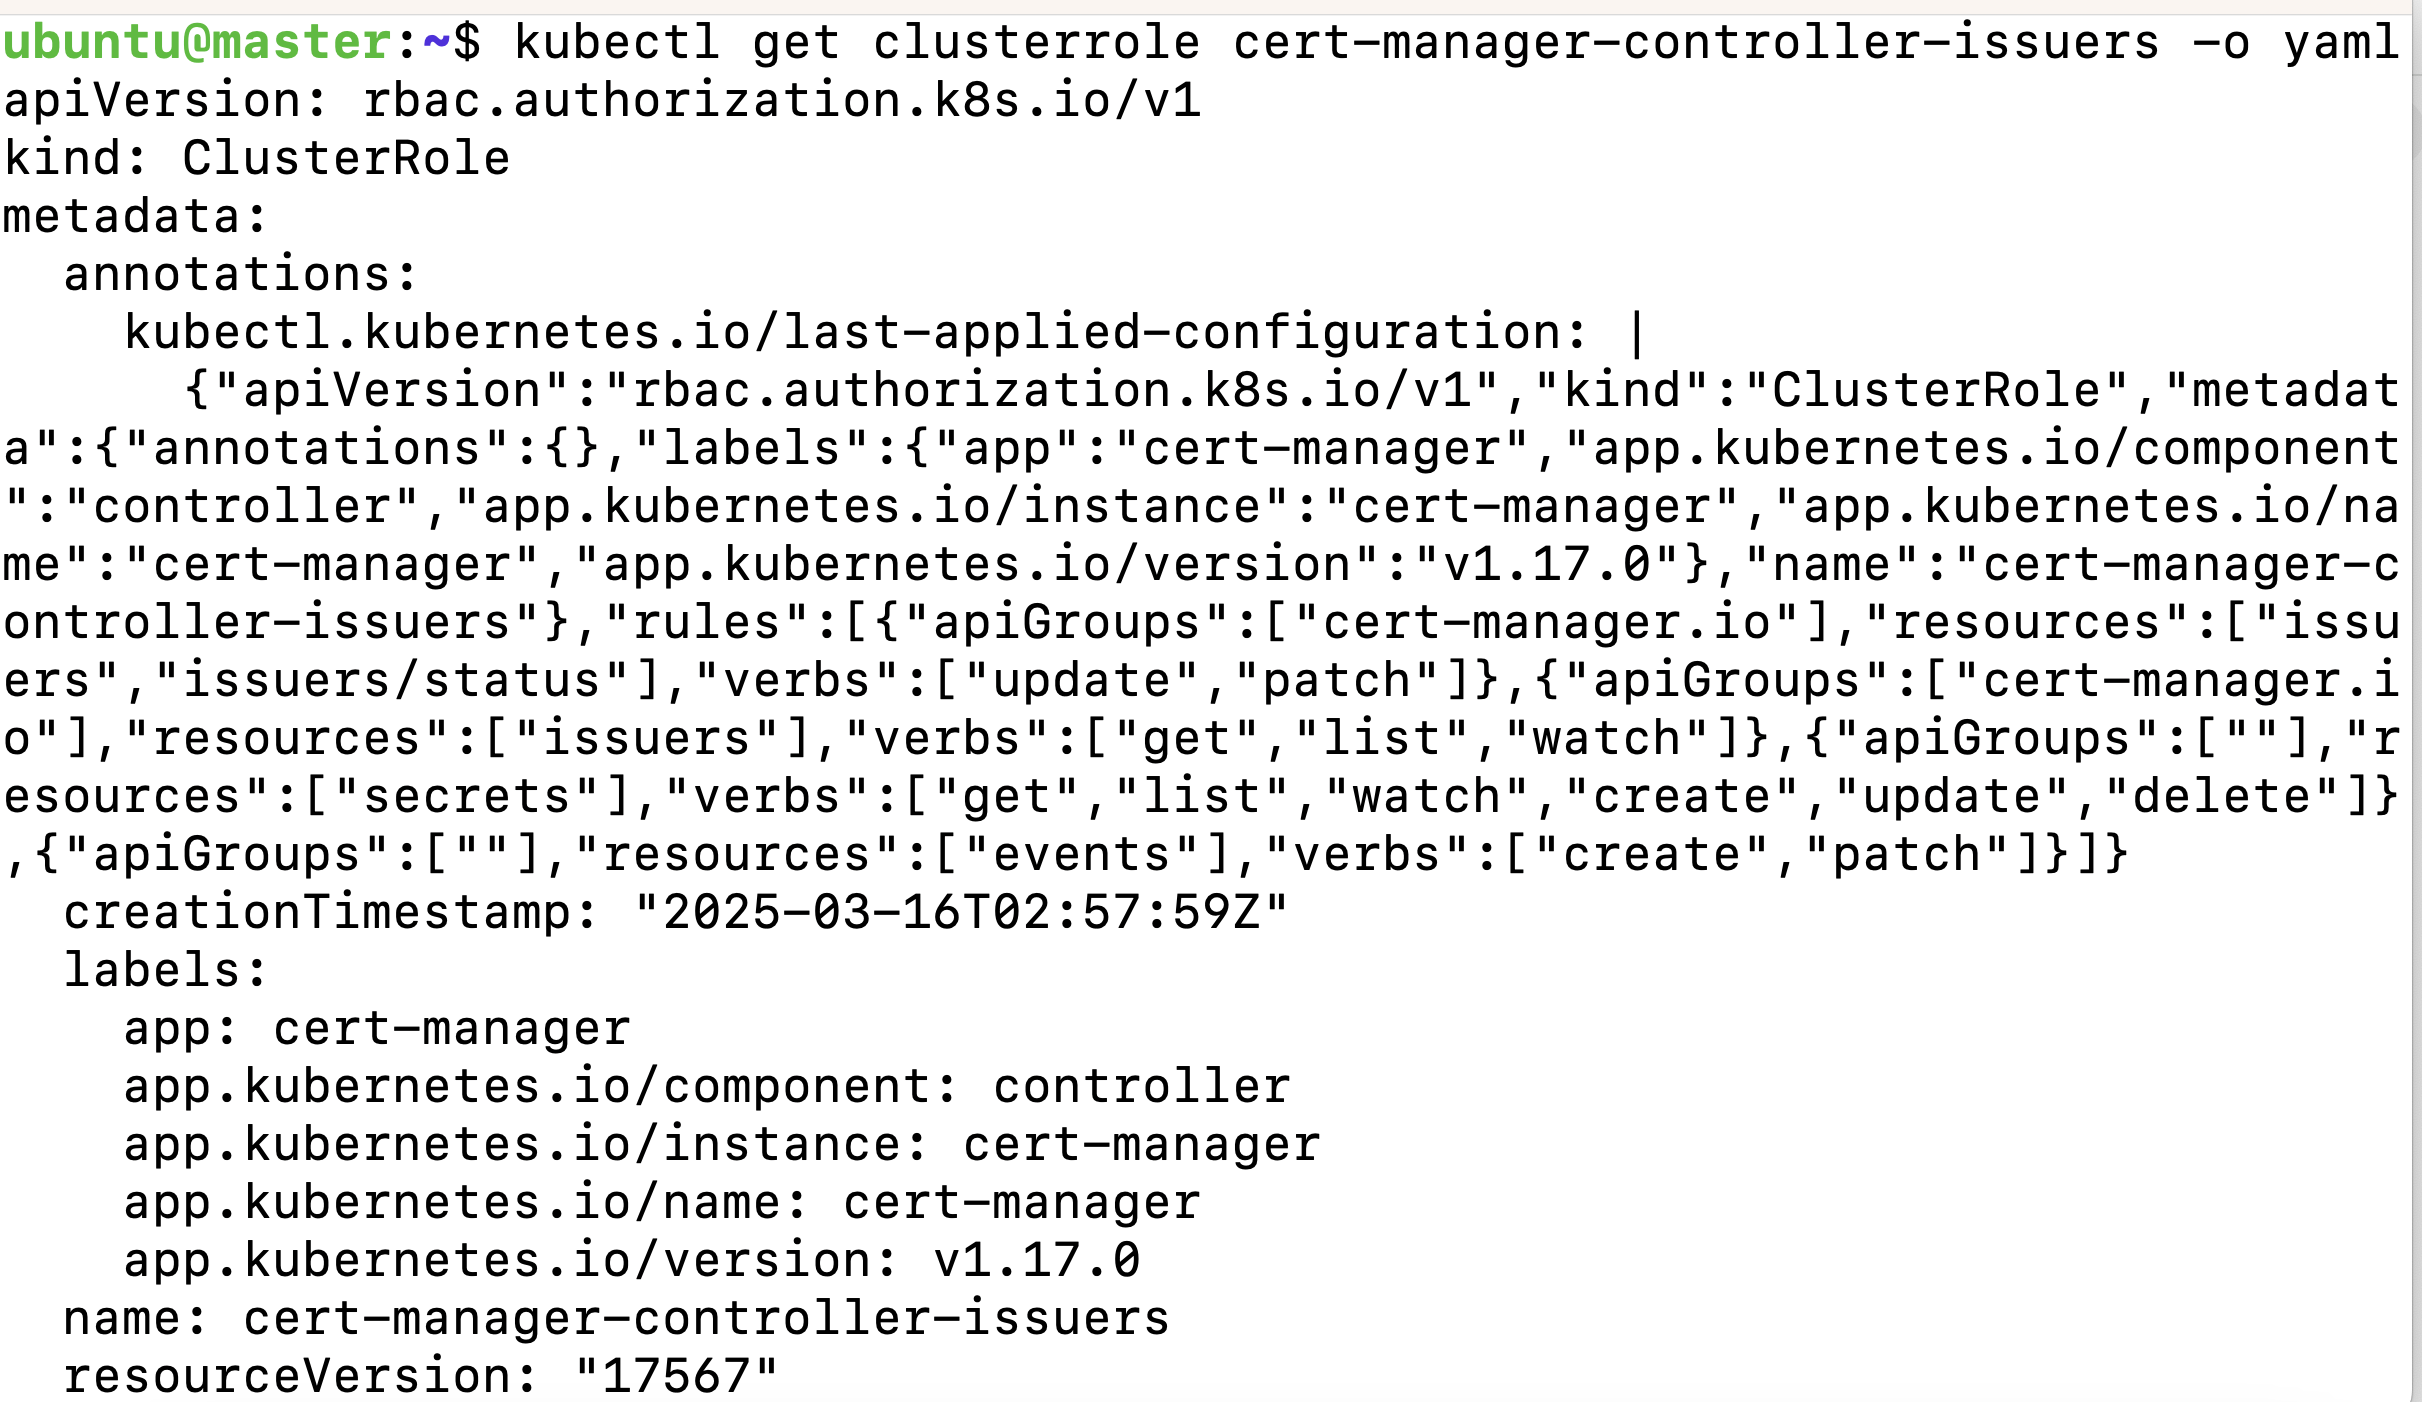 ubuntu@master:~$ kubectl get clusterrole cert-manager-controller-issuers -o yaml
apiVersion: rbac.authorization.k8s.io/v1
kind: ClusterRole
metadata:
  annotations:
    kubectl.kubernetes.io/last-applied-configuration: |
      {"apiVersion":"rbac.authorization.k8s.io/v1","kind":"ClusterRole","metadat
a":{"annotations":{},"labels":{"app":"cert-manager","app.kubernetes.io/component
":"controller","app.kubernetes.io/instance":"cert-manager","app.kubernetes.io/na
me":"cert-manager","app.kubernetes.io/version":"v1.17.0"},"name":"cert-manager-c
ontroller-issuers"},"rules":[{"apiGroups":["cert-manager.io"],"resources":["issu
ers","issuers/status"],"verbs":["update","patch"]},{"apiGroups":["cert-manager.i
o"],"resources":["issuers"],"verbs":["get","list","watch"]},{"apiGroups":[""],"r
esources":["secrets"],"verbs":["get","list","watch","create","update","delete"]}
,{"apiGroups":[""],"resources":["events"],"verbs":["create","patch"]}]}
  creationTimestamp: "2025-03-16T02:57:59Z"
  labels:
    app: cert-manager
    app.kubernetes.io/component: controller
    app.kubernetes.io/instance: cert-manager
    app.kubernetes.io/name: cert-manager
    app.kubernetes.io/version: v1.17.0
  name: cert-manager-controller-issuers
  resourceVersion: "17567"